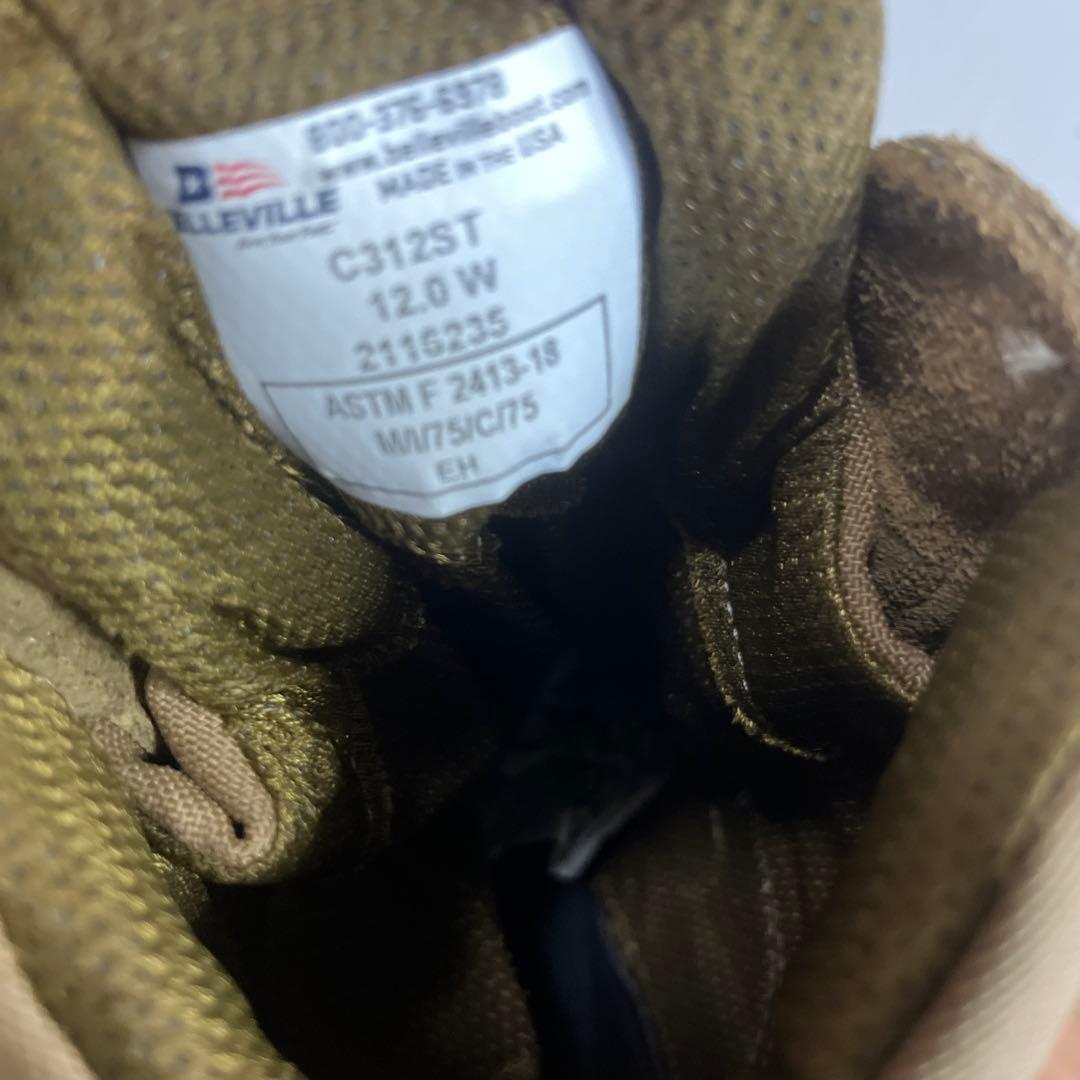 800-376-6978
www.bellevilleboot.com
MADE IN THE USA
BELLEVILLE
C312ST
12.0 W
2116235
ASTM F 2413-18
M/I/75/C/75
EH